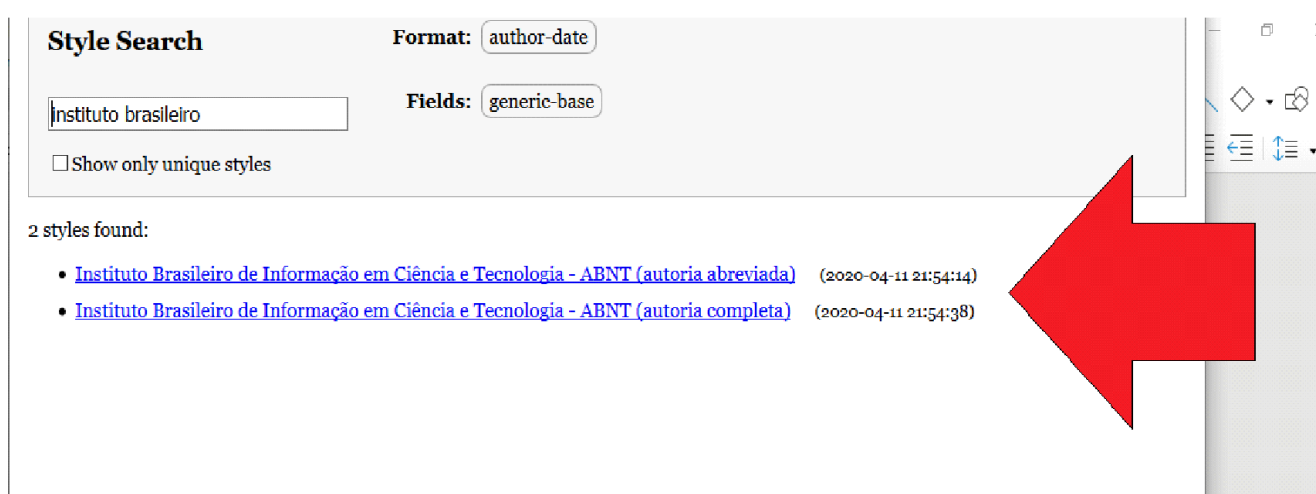 Style Search
Format: author-date
Fields: generic-base
instituto brasileiro
Show only unique styles
2 styles found:
Instituto Brasileiro de Informação em Ciência e Tecnologia - ABNT (autoria abreviada) (2020-04-11 21:54:14)
Instituto Brasileiro de Informação em Ciência e Tecnologia - ABNT (autoria completa) (2020-04-11 21:54:38)